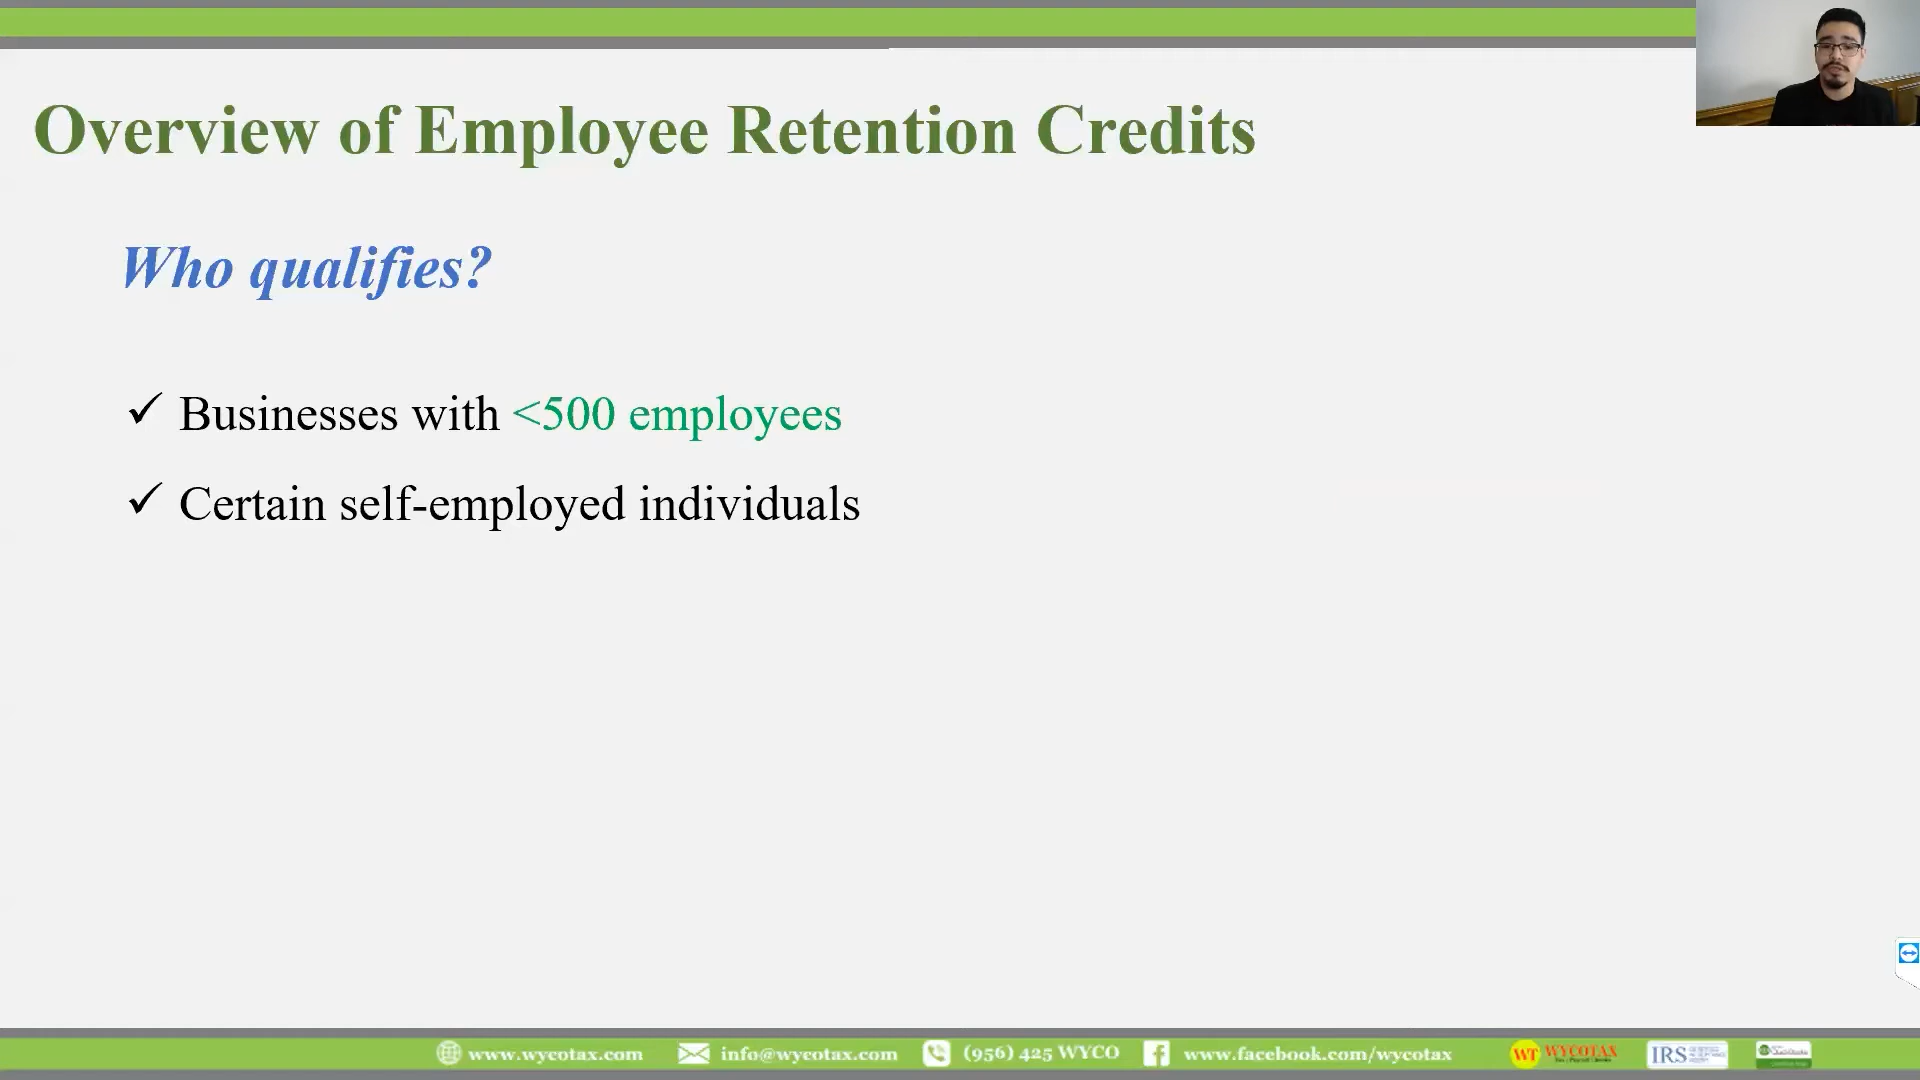 Overview of Employee Retention Credits
Who qualifies?
✓ Businesses with <500 employees
✓ Certain self-employed individuals
www.wycotax.com info@wycotax.com (956) 425 WYCO www.facebook.com/wycotax WT WYCOTAX IRS